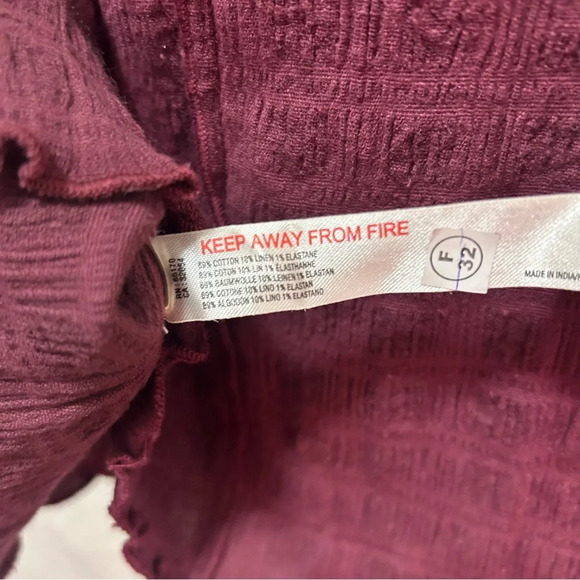 KEEP AWAY FROM FIRE
89% COTTON 10% LINEN 1% ELASTANE
89% COTON 10% LIN 1% ÉLASTHANNE
89% BAUMWOLLE 10% LEINEN 1% ELASTAN
89% COTONE 10% LINO 1% ELASTAN
89% ALGODÓN 10% LINO 1% ELASTANO
F
32
MADE IN INDIA/